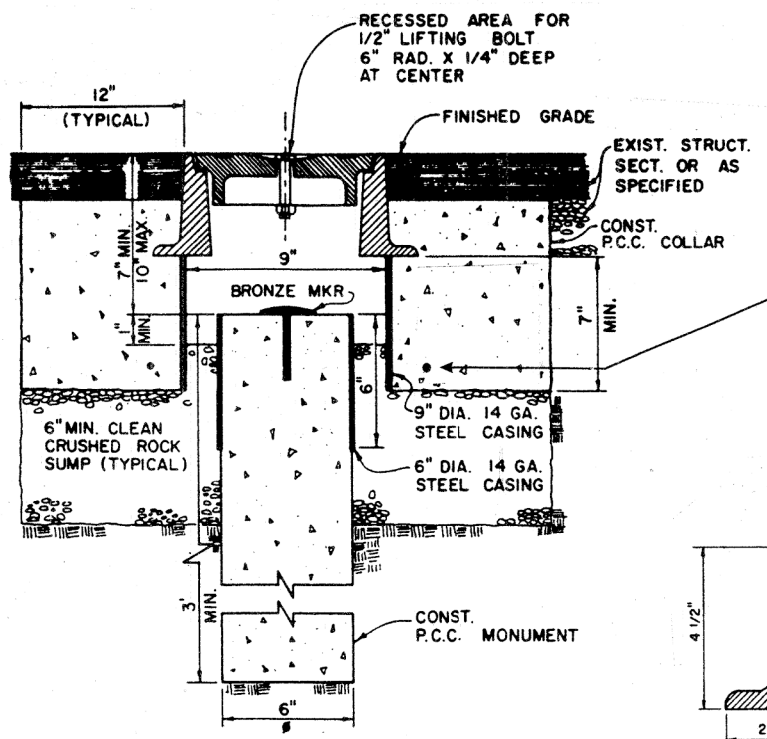 RECESSED AREA FOR
1/2" LIFTING BOLT
6" RAD. X 1/4" DEEP
AT CENTER
12"
(TYPICAL)
FINISHED GRADE
EXIST. STRUCT.
SECT. OR AS
SPECIFIED
CONST.
P.C.C. COLLAR
7" MIN.
10" MAX.
9"
BRONZE MKR
1"
MIN.
7"
MIN.
6"
9" DIA. 14 GA.
STEEL CASING
6" MIN. CLEAN
CRUSHED ROCK
SUMP (TYPICAL)
6" DIA. 14 GA.
STEEL CASING
3'
MIN.
CONST.
P.C.C. MONUMENT
4 1/2"
6"
ø
2